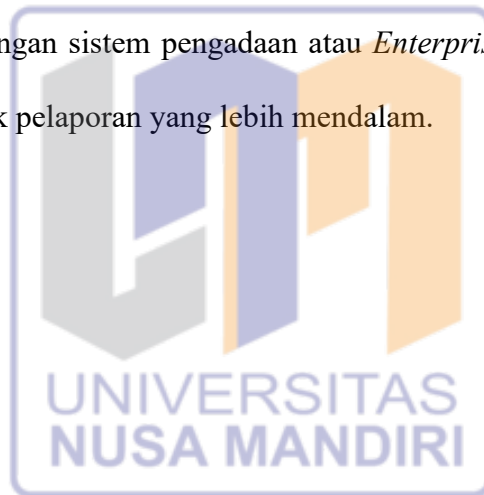 ngan sistem pengadaan atau Enterpris
k pelaporan yang lebih mendalam.
UNIVERSITAS
NUSA MANDIRI